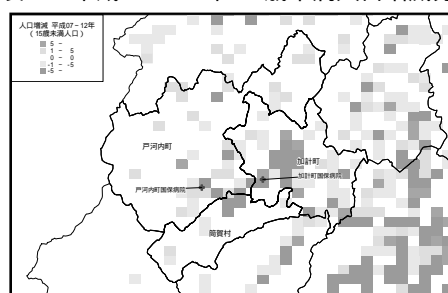 人口増減 平成07－12年
（15歳未満人口）
5 －
1 － 5
0 － 0
-1 － -5
-5 －
戸河内町
加計町
加計町国保病院
戸河内町国保病院
筒賀村